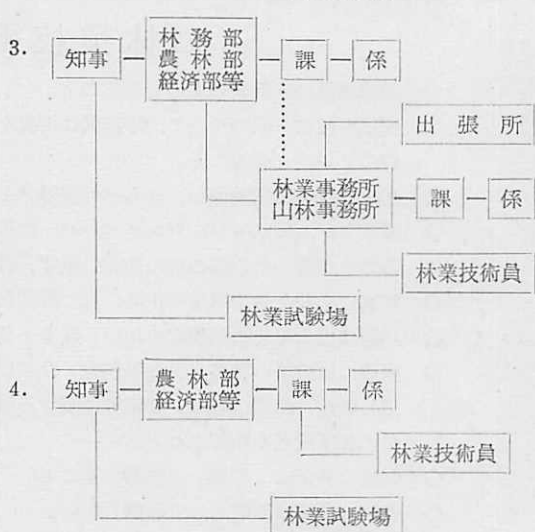 3.
知事
林務部
農林部
経済部等
課
係
出張所
林業事務所
山林事務所
課
係
林業技術員
林業試験場
4.
知事
農林部
経済部等
課
係
林業技術員
林業試験場